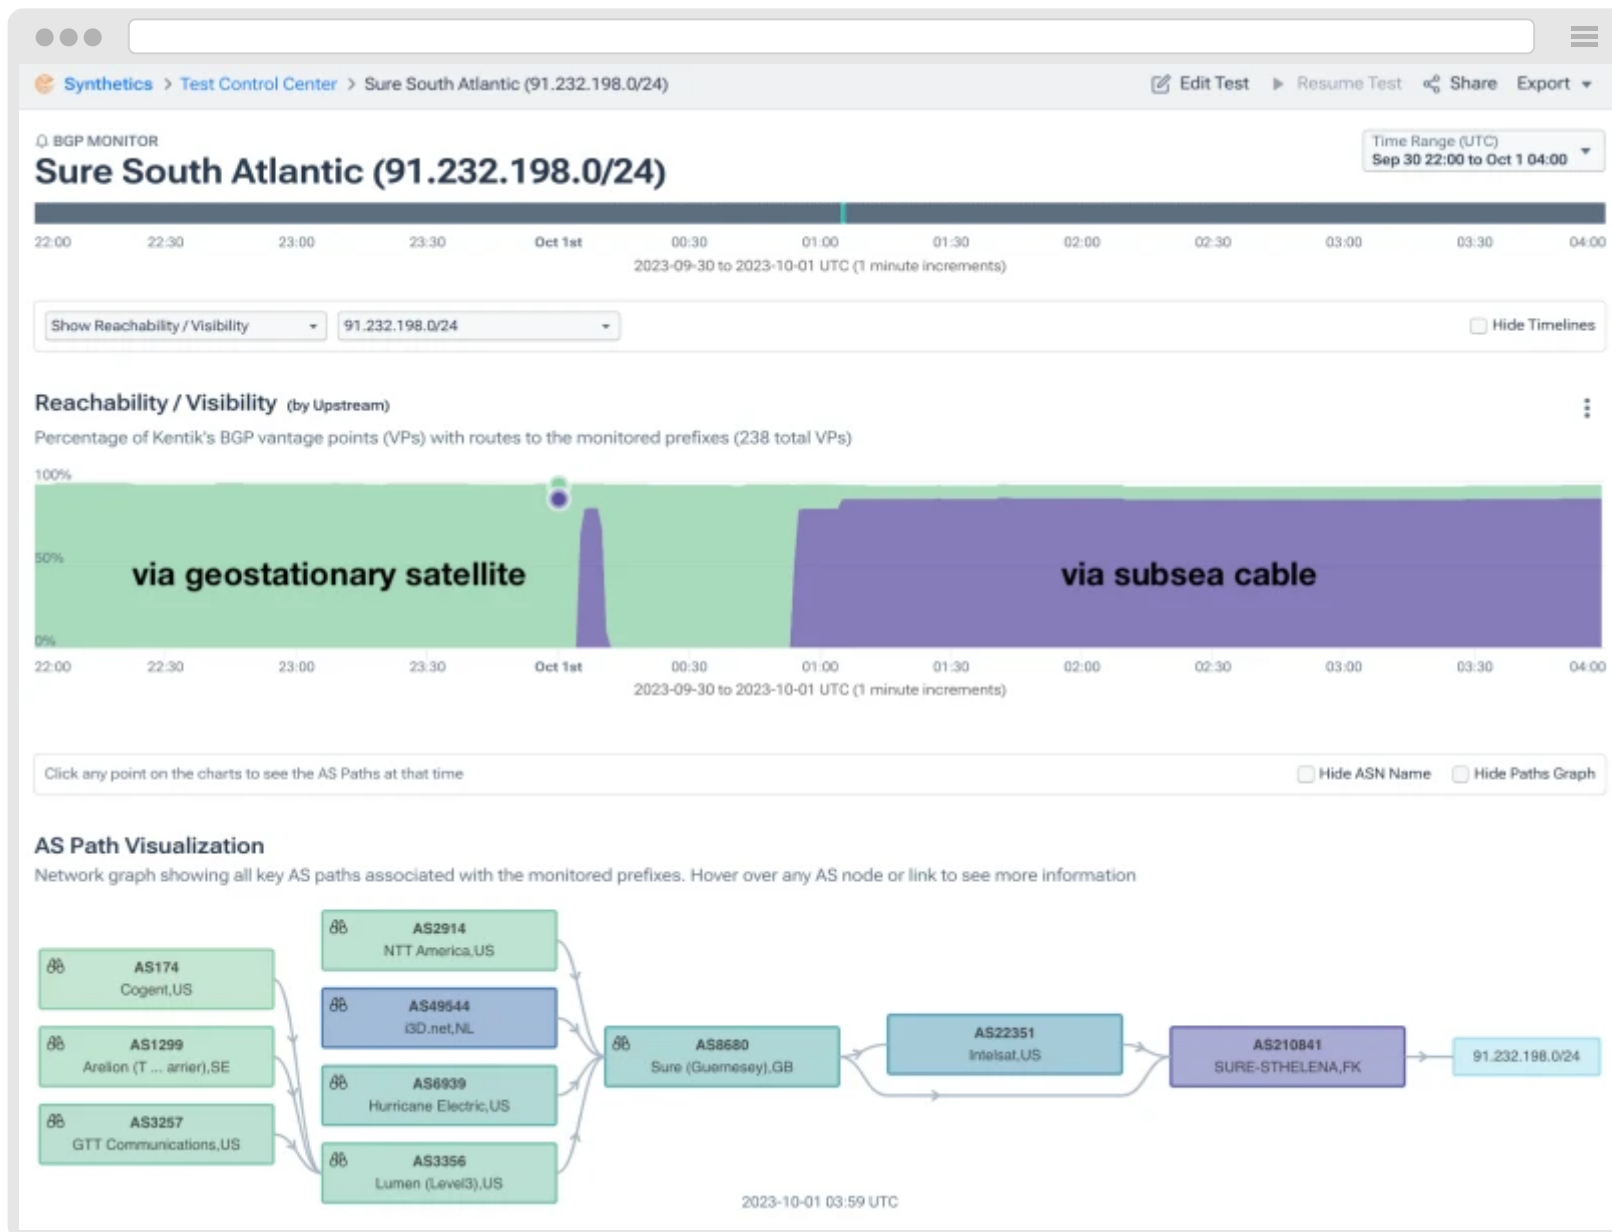 Synthetics > Test Control Center > Sure South Atlantic (91.232.198.0/24) Edit Test Resume Test Share Export
BGP MONITOR
Sure South Atlantic (91.232.198.0/24)
Time Range (UTC)
Sep 30 22:00 to Oct 1 04:00
22:00 22:30 23:00 23:30 Oct 1st 00:30 01:00 01:30 02:00 02:30 03:00 03:30 04:00
2023-09-30 to 2023-10-01 UTC (1 minute increments)
Show Reachability / Visibility 91.232.198.0/24 Hide Timelines
Reachability / Visibility (by Upstream)
Percentage of Kentik's BGP vantage points (VPs) with routes to the monitored prefixes (238 total VPs)
100%
50%
via geostationary satellite via subsea cable
0%
22:00 22:30 23:00 23:30 Oct 1st 00:30 01:00 01:30 02:00 02:30 03:00 03:30 04:00
2023-09-30 to 2023-10-01 UTC (1 minute increments)
Click any point on the charts to see the AS Paths at that time Hide ASN Name Hide Paths Graph
AS Path Visualization
Network graph showing all key AS paths associated with the monitored prefixes. Hover over any AS node or link to see more information
AS174
Cogent,US
AS1299
Arelion (T ... arrier),SE
AS3257
GTT Communications,US
AS2914
NTT America,US
AS49544
i3D.net,NL
AS6939
Hurricane Electric,US
AS3356
Lumen (Level3),US
AS8680
Sure (Guernesey),GB
AS22351
Intelsat,US
AS210841
SURE-STHELENA,FK
91.232.198.0/24
2023-10-01 03:59 UTC